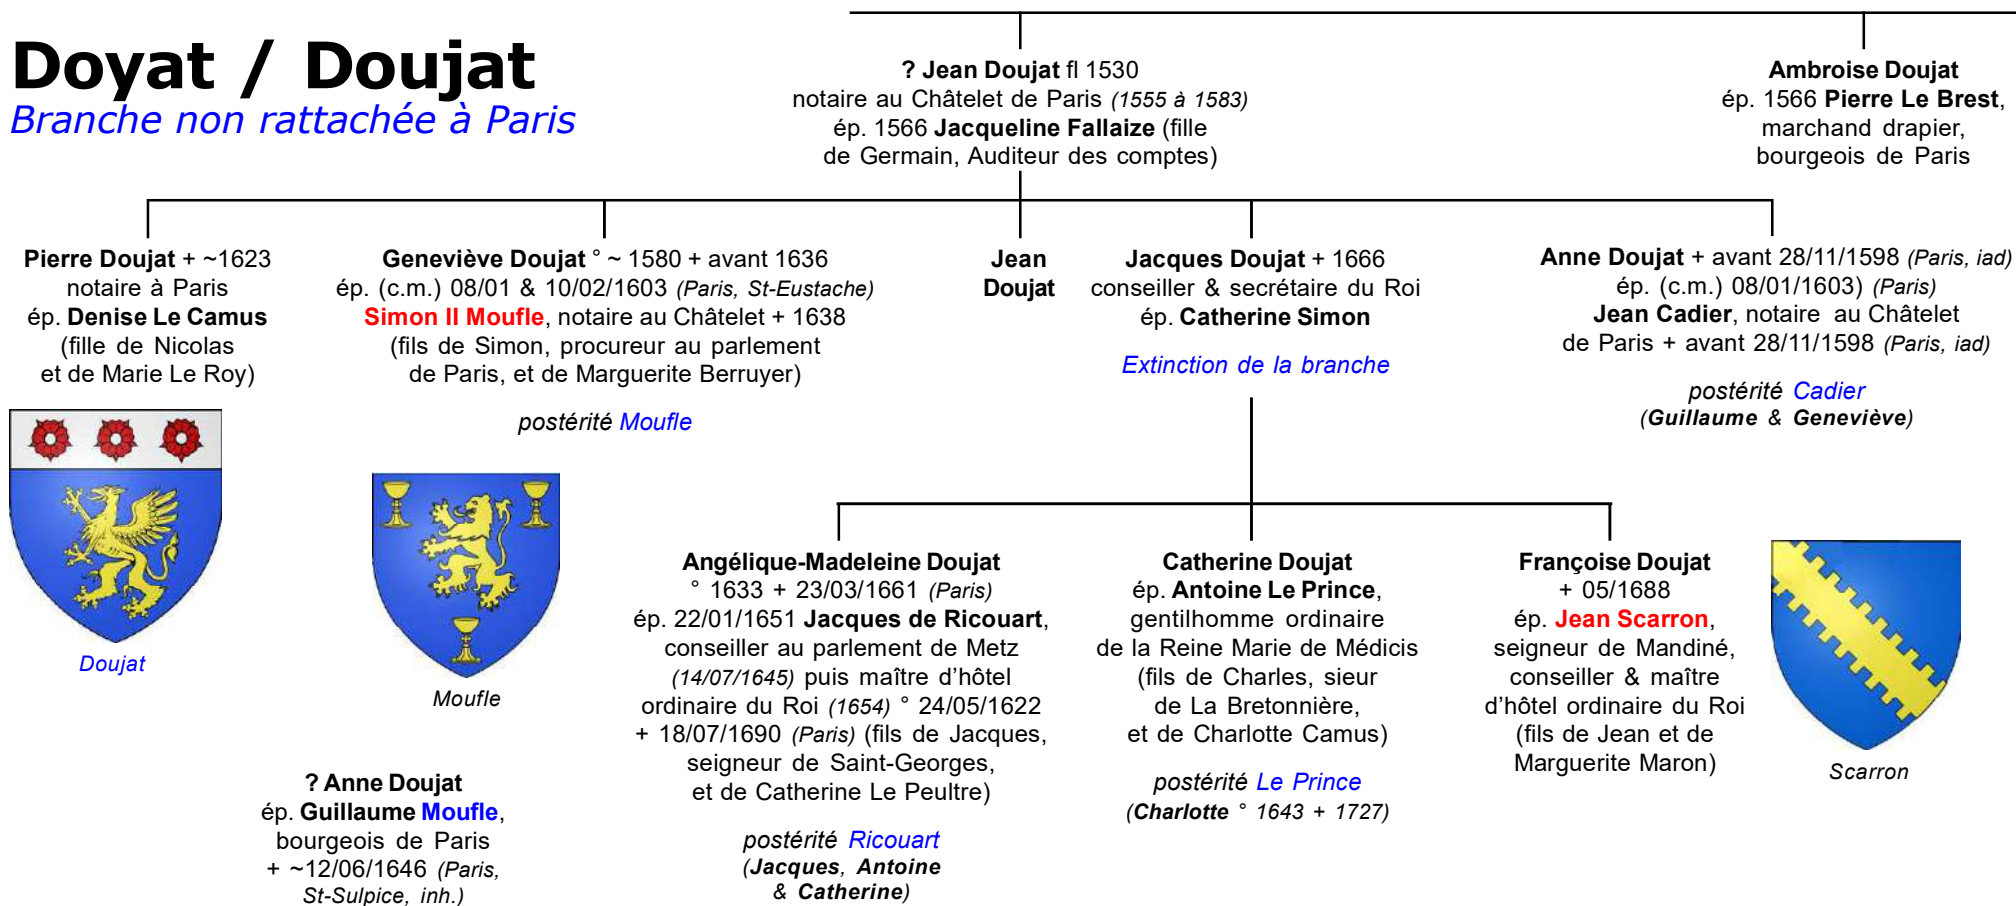 Doyat / Doujat
Branche non rattachée à Paris
? Jean Doujat fl 1530
notaire au Châtelet de Paris (1555 à 1583)
ép. 1566 Jacqueline Fallaize (fille
de Germain, Auditeur des comptes)
Ambroise Doujat
ép. 1566 Pierre Le Brest,
marchand drapier,
bourgeois de Paris
Pierre Doujat + ~1623
notaire à Paris
ép. Denise Le Camus
(fille de Nicolas
et de Marie Le Roy)
Geneviève Doujat ° ~ 1580 + avant 1636
ép. (c.m.) 08/01 & 10/02/1603 (Paris, St-Eustache)
Simon II Moufle, notaire au Châtelet + 1638
(fils de Simon, procureur au parlement
de Paris, et de Marguerite Berruyer)
postérité Moufle
Jean
Doujat
Jacques Doujat + 1666
conseiller & secrétaire du Roi
ép. Catherine Simon
Extinction de la branche
Anne Doujat + avant 28/11/1598 (Paris, iad)
ép. (c.m.) 08/01/1603) (Paris)
Jean Cadier, notaire au Châtelet
de Paris + avant 28/11/1598 (Paris, iad)
postérité Cadier
(Guillaume & Geneviève)
Doujat
Moufle
Angélique-Madeleine Doujat
° 1633 + 23/03/1661 (Paris)
ép. 22/01/1651 Jacques de Ricouart,
conseiller au parlement de Metz
(14/07/1645) puis maître d'hôtel
ordinaire du Roi (1654) ° 24/05/1622
+ 18/07/1690 (Paris) (fils de Jacques,
seigneur de Saint-Georges,
et de Catherine Le Peultre)
postérité Ricouart
(Jacques, Antoine
& Catherine)
Catherine Doujat
ép. Antoine Le Prince,
gentilhomme ordinaire
de la Reine Marie de Médicis
(fils de Charles, sieur
de La Bretonnière,
et de Charlotte Camus)
postérité Le Prince
(Charlotte ° 1643 + 1727)
Françoise Doujat
+ 05/1688
ép. Jean Scarron,
seigneur de Mandiné,
conseiller & maître
d'hôtel ordinaire du Roi
(fils de Jean et de
Marguerite Maron)
Scarron
? Anne Doujat
ép. Guillaume Moufle,
bourgeois de Paris
+ ~12/06/1646 (Paris,
St-Sulpice, inh.)